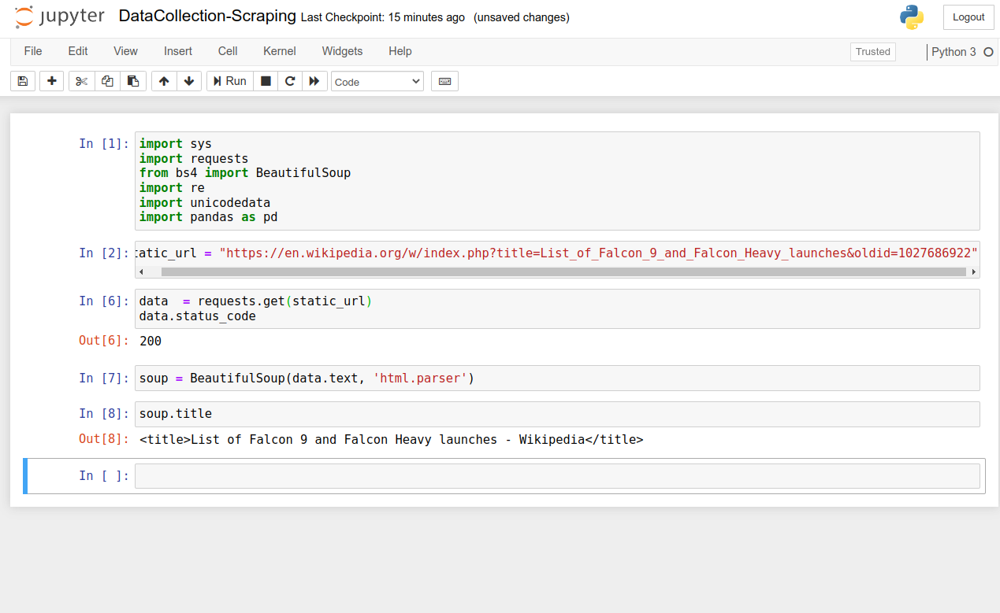 jupyter DataCollection-Scraping Last Checkpoint: 15 minutes ago (unsaved changes) Logout
File Edit View Insert Cell Kernel Widgets Help Trusted Python 3
Run Code
In [1]: import sys
import requests
from bs4 import BeautifulSoup
import re
import unicodedata
import pandas as pd
In [2]: tatic_url = "https://en.wikipedia.org/w/index.php?title=List_of_Falcon_9_and_Falcon_Heavy_launches&oldid=1027686922"
In [6]: data  = requests.get(static_url)
data.status_code
Out[6]: 200
In [7]: soup = BeautifulSoup(data.text, 'html.parser')
In [8]: soup.title
Out[8]: <title>List of Falcon 9 and Falcon Heavy launches - Wikipedia</title>
In [ ]: